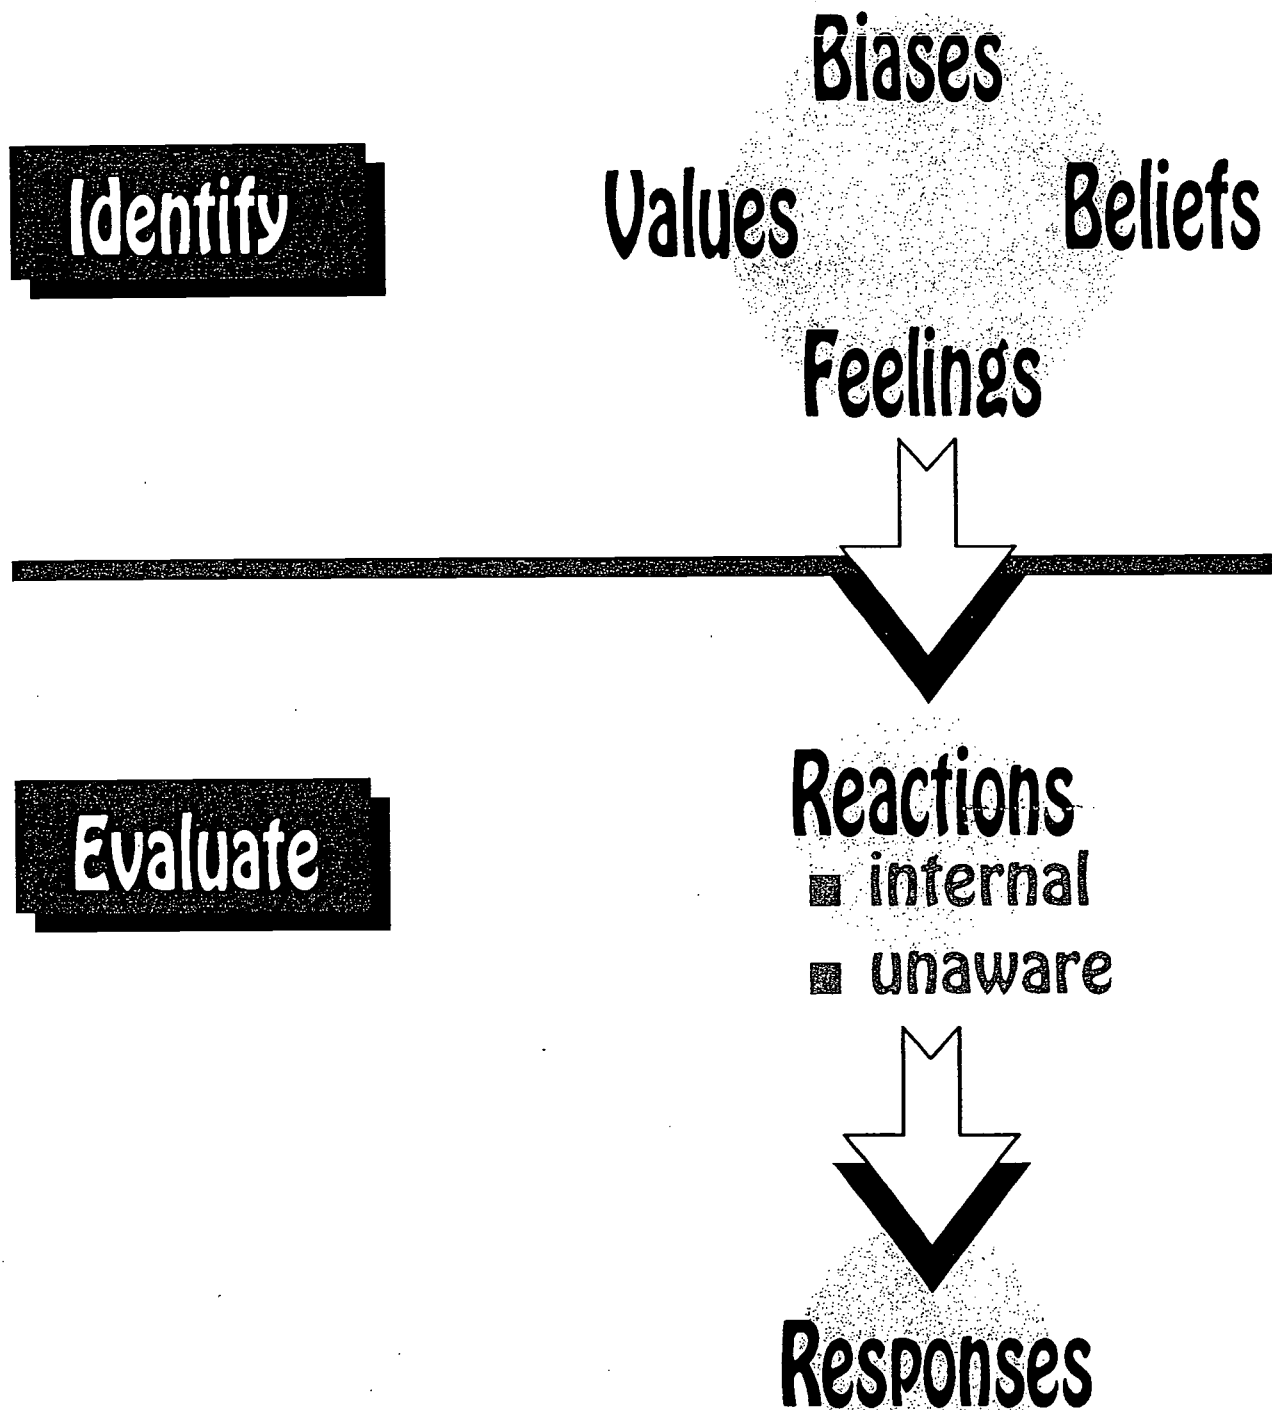 Biases
Identify
Values
Beliefs
Feelings
Evaluate
Reactions
■ internal
■ unaware
Responses